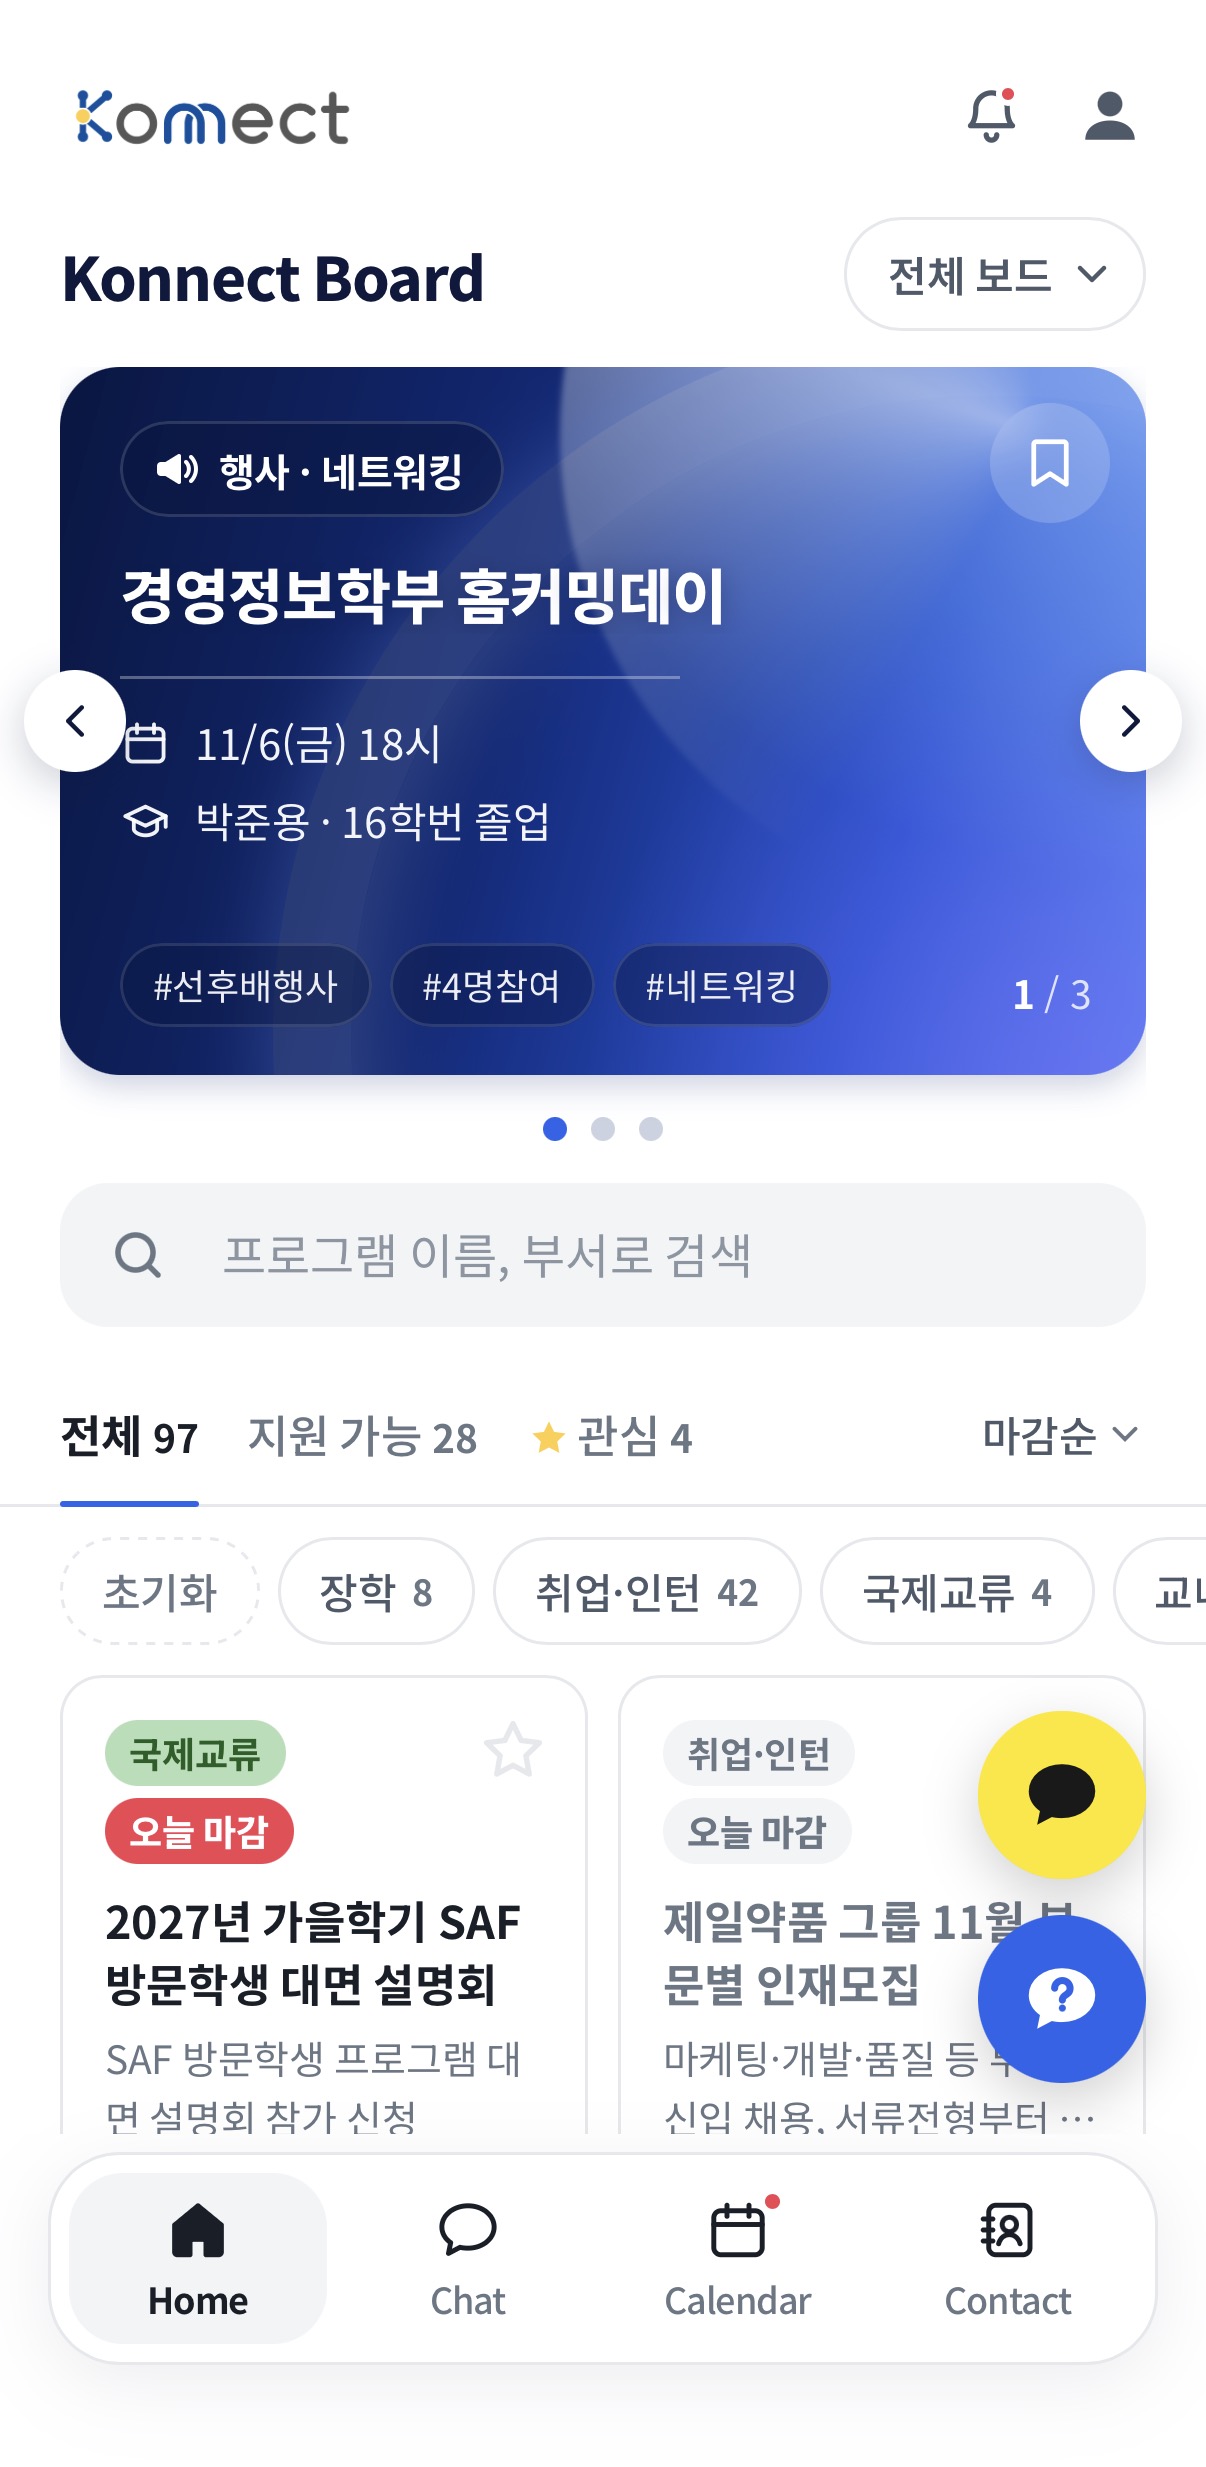 Konnect
Konnect Board
전체 보드
행사 · 네트워킹
경영정보학부 홈커밍데이
11/6(금) 18시
박준용 · 16학번 졸업
#선후배행사 #4명참여 #네트워킹
1 / 3
프로그램 이름, 부서로 검색
전체 97 지원 가능 28 관심 4 마감순
초기화 장학 8 취업·인턴 42 국제교류 4
국제교류
오늘 마감
2027년 가을학기 SAF
방문학생 대면 설명회
SAF 방문학생 프로그램 대
면 설명회 참가 신청
취업·인턴
오늘 마감
제일약품 그룹 11월
문별 인재모집
마케팅·개발·품질 등
신입 채용, 서류전형부터 …
Home Chat Calendar Contact